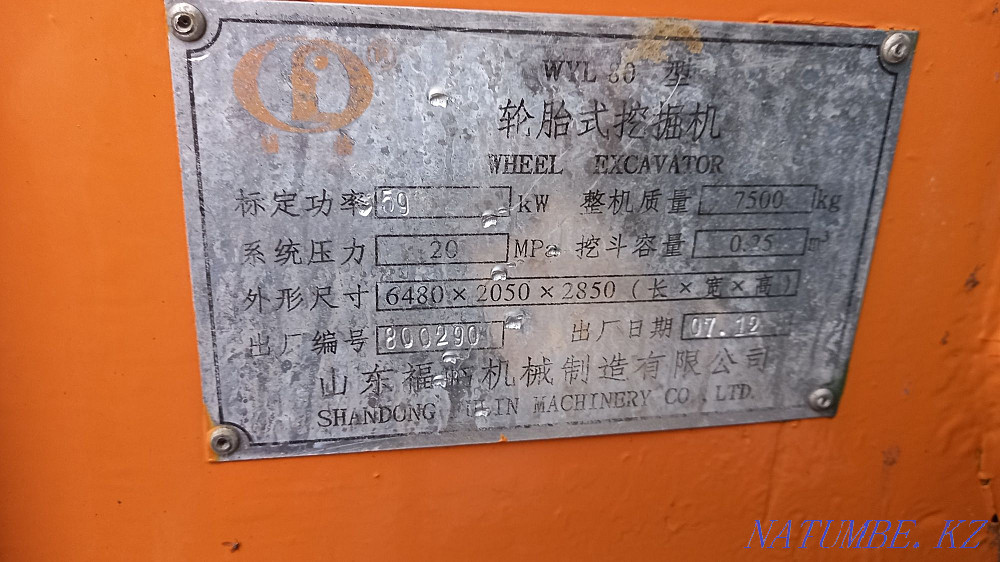 WYL 80 型
轮胎式挖掘机
WHEEL EXCAVATOR
标定功率 59 kW 整机质量 7500 kg
系统压力 20 MPa 挖斗容量 0.25 m³
外形尺寸 6480×2050×2850(长×宽×高)
出厂编号 800290 出厂日期 07.12
山东福临机械制造有限公司
SHANDONG MACHINERY CO., LTD.
NATUMBE.KZ